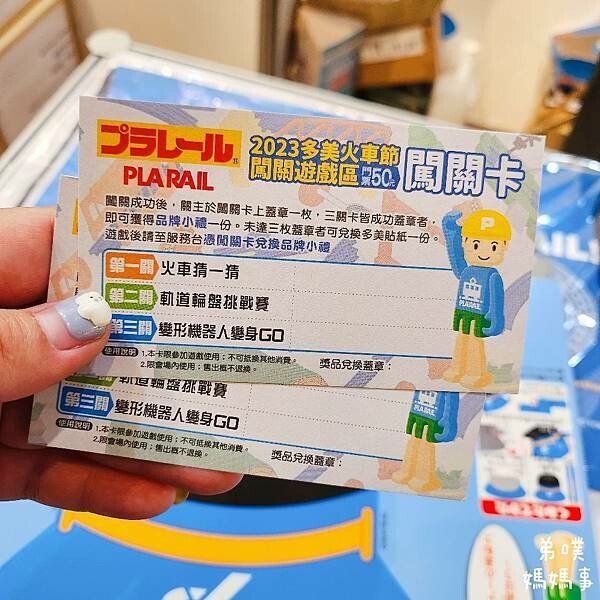 プラレール
PLARAIL
2023多美火車節
闖關遊戲區 門票50元
闖關卡
闖關成功後，關主於闖關卡上蓋章一枚，三關卡皆成功蓋章者，
即可獲得品牌小禮一份。未達三枚蓋章者可兌換多美貼紙一份。
遊戲後請至服務台憑闖關卡兌換品牌小禮
第一關 火車猜一猜
第二關 軌道輪盤挑戰賽
第三關 變形機器人變身GO
使用說明 1.本卡限參加遊戲使用；不可抵換其他消費。
2.限會場內使用；售出概不退換。
獎品兌換蓋章：
P
PLARAIL
軌道輪盤挑戰賽
第三關 變形機器人變身GO
使用說明 1.本卡限參加遊戲使用；不可抵換其他消費。
2.限會場內使用；售出概不退換。
獎品兌換蓋章：
PLARAIL
弟噗
媽媽事